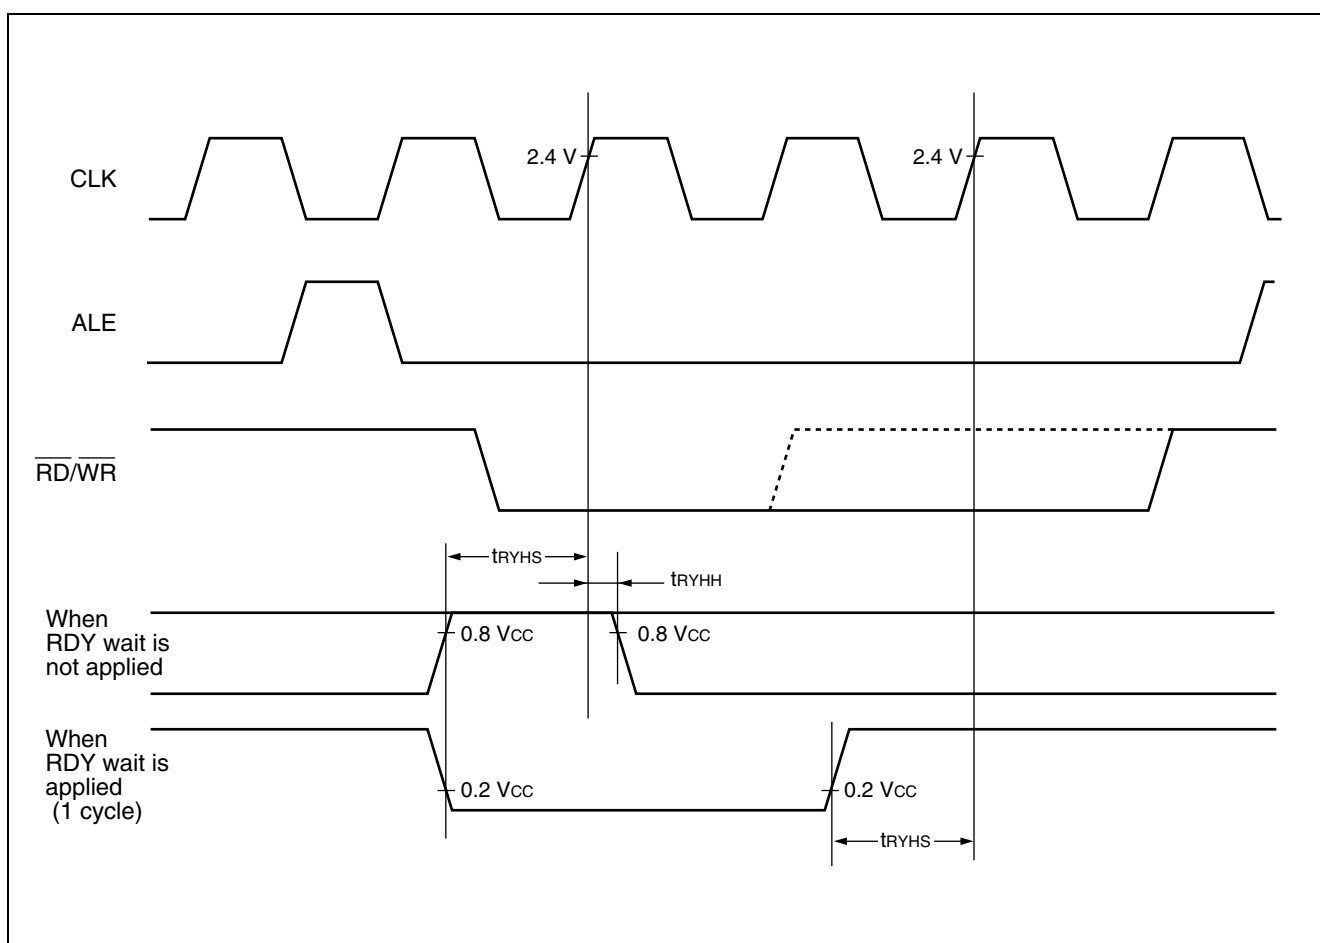 2.4 V
2.4 V
CLK
ALE
RD/WR
tRYHS
tRYHH
When
RDY wait is
not applied
0.8 VCC
0.8 VCC
When
RDY wait is
applied
(1 cycle)
0.2 VCC
0.2 VCC
tRYHS